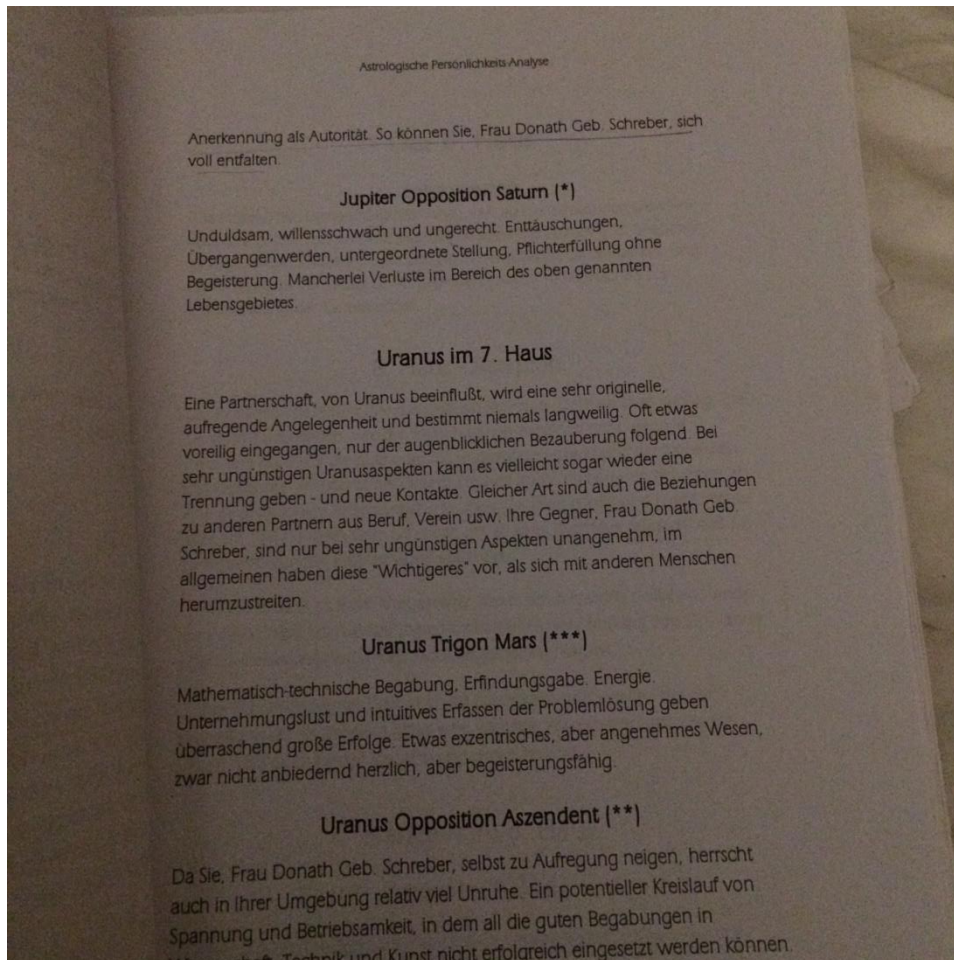 Astrologische Persönlichkeits-Analyse
Anerkennung als Autorität. So können Sie, Frau Donath Geb. Schreber, sich
voll entfalten.
Jupiter Opposition Saturn (*)
Unduldsam, willensschwach und ungerecht. Enttäuschungen,
Übergangenwerden, untergeordnete Stellung, Pflichterfüllung ohne
Begeisterung. Mancherlei Verluste im Bereich des oben genannten
Lebensgebietes.
Uranus im 7. Haus
Eine Partnerschaft, von Uranus beeinflußt, wird eine sehr originelle,
aufregende Angelegenheit und bestimmt niemals langweilig. Oft etwas
voreilig eingegangen, nur der augenblicklichen Bezauberung folgend. Bei
sehr ungünstigen Uranusaspekten kann es vielleicht sogar wieder eine
Trennung geben - und neue Kontakte. Gleicher Art sind auch die Beziehungen
zu anderen Partnern aus Beruf, Verein usw. Ihre Gegner, Frau Donath Geb.
Schreber, sind nur bei sehr ungünstigen Aspekten unangenehm, im
allgemeinen haben diese "Wichtigeres" vor, als sich mit anderen Menschen
herumzustreiten.
Uranus Trigon Mars (***)
Mathematisch-technische Begabung, Erfindungsgabe. Energie.
Unternehmungslust und intuitives Erfassen der Problemlösung geben
überraschend große Erfolge. Etwas exzentrisches, aber angenehmes Wesen,
zwar nicht anbiedernd herzlich, aber begeisterungsfähig.
Uranus Opposition Aszendent (**)
Da Sie, Frau Donath Geb. Schreber, selbst zu Aufregung neigen, herrscht
auch in Ihrer Umgebung relativ viel Unruhe. Ein potentieller Kreislauf von
Spannung und Betriebsamkeit, in dem all die guten Begabungen in
Technik und Kunst nicht erfolgreich eingesetzt werden können.